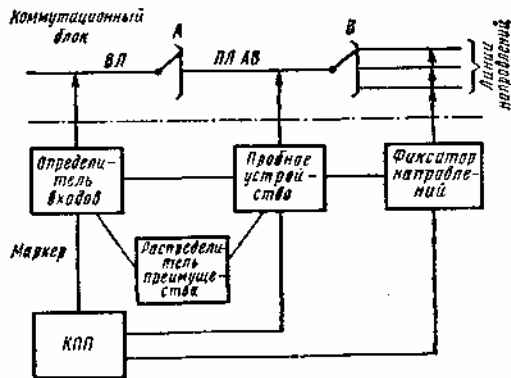 Коммутационный
блок
А
В
ВП
ПЛ АВ
Линии
направлений
Определи-
тель
входов
Пробное
устрой-
ство
Фиксатор
направле-
ний
Маркер
Распредели-
тель
преимуще-
ства
КПП